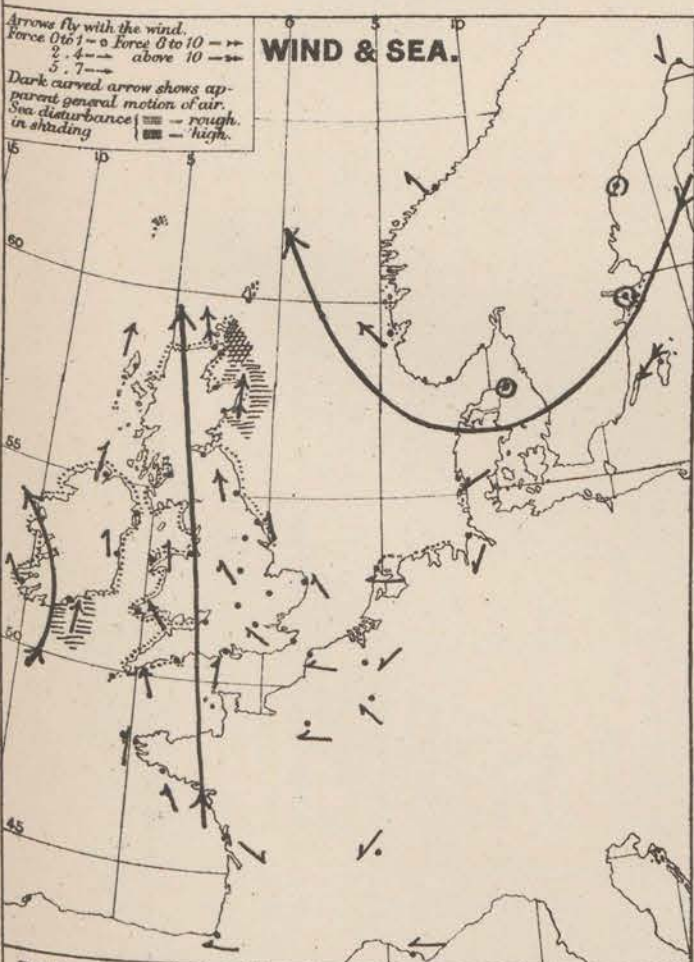 Arrows fly with the wind.
Force 0 to 1 - o Force 8 to 10 -
2 . 4 - above 10 -
5 . 7 -
Dark curved arrow shows ap-
parent general motion of air.
Sea disturbance { - rough.
in shading { - high.
WIND & SEA.
0 5 10
15 10 5
60
55
50
45